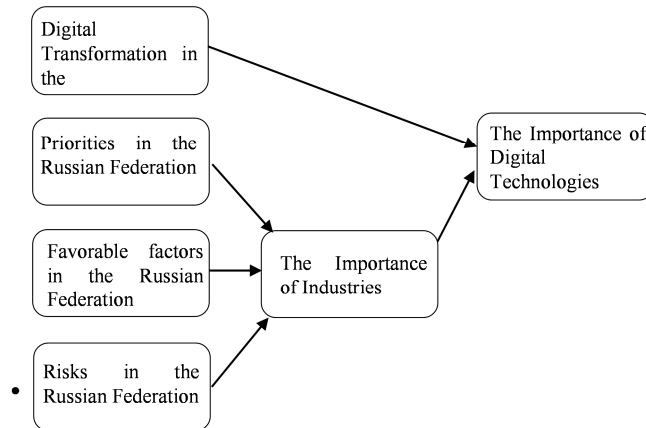 Digital
Transformation in
the
Priorities in the
Russian Federation
Favorable factors
in the Russian
Federation
Risks in the
Russian Federation
The Importance
of Industries
The Importance of
Digital
Technologies